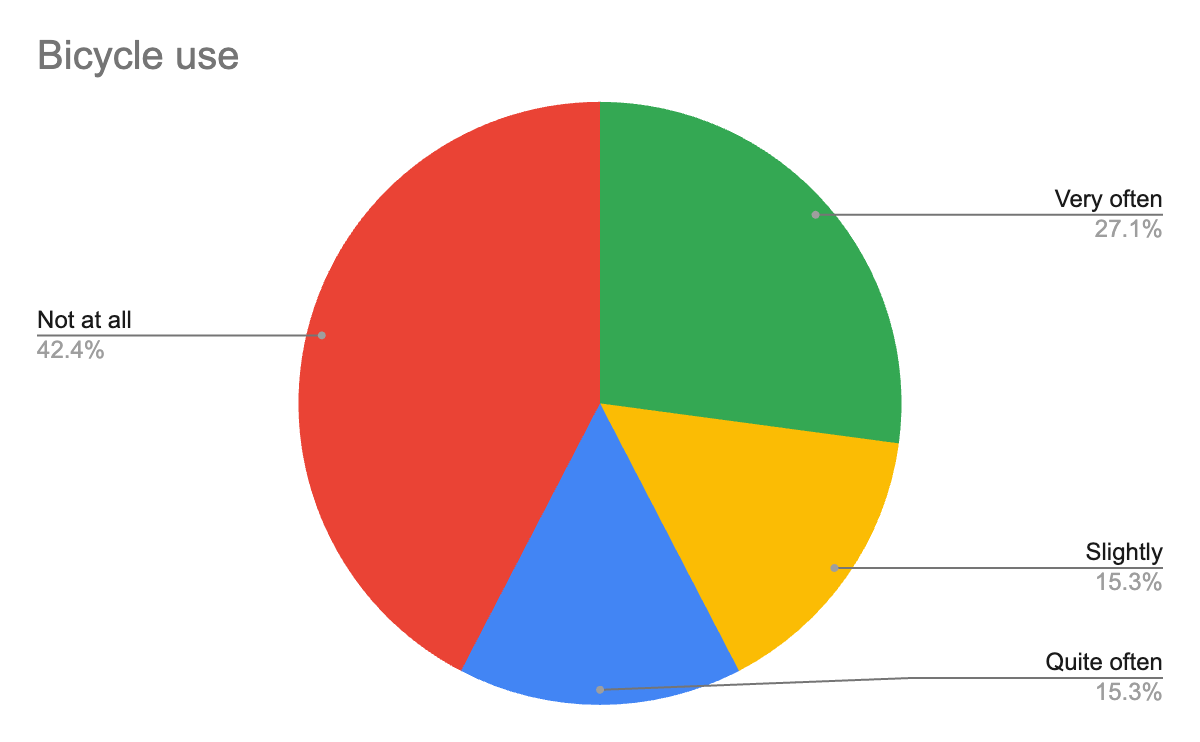 Bicycle use
Very often
27.1%
Not at all
42.4%
Slightly
15.3%
Quite often
15.3%